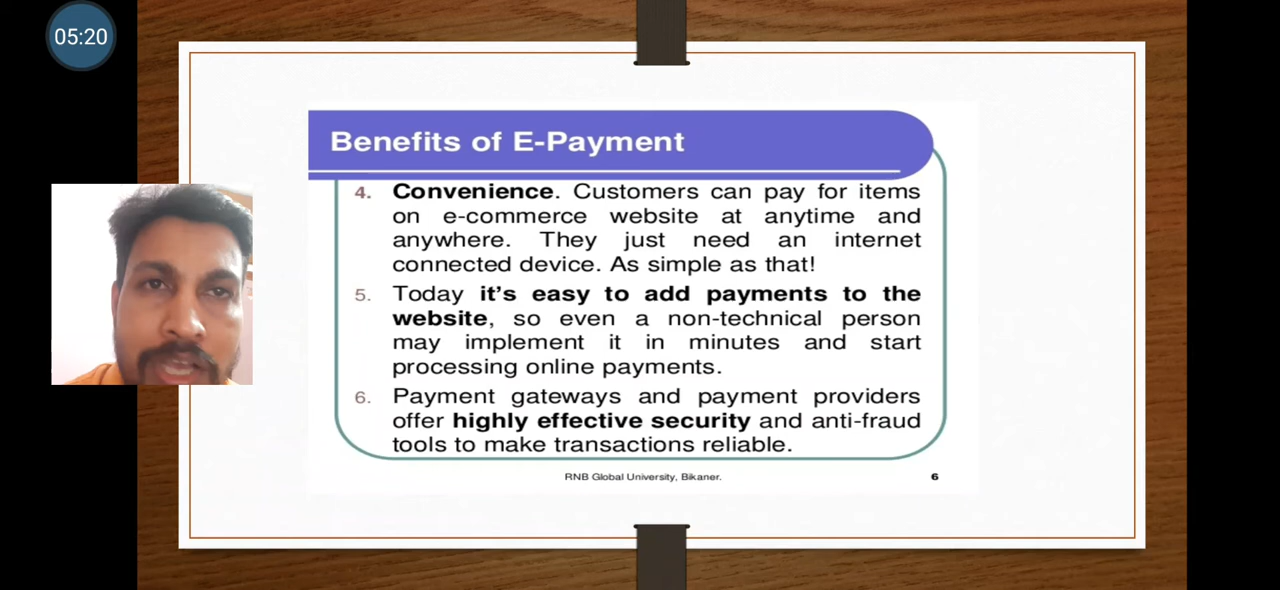 05:20
Benefits of E-Payment
4. Convenience. Customers can pay for items
on e-commerce website at anytime and
anywhere. They just need an internet
connected device. As simple as that!
5. Today it's easy to add payments to the
website, so even a non-technical person
may implement it in minutes and start
processing online payments.
6. Payment gateways and payment providers
offer highly effective security and anti-fraud
tools to make transactions reliable.
RNB Global University, Bikaner.
6